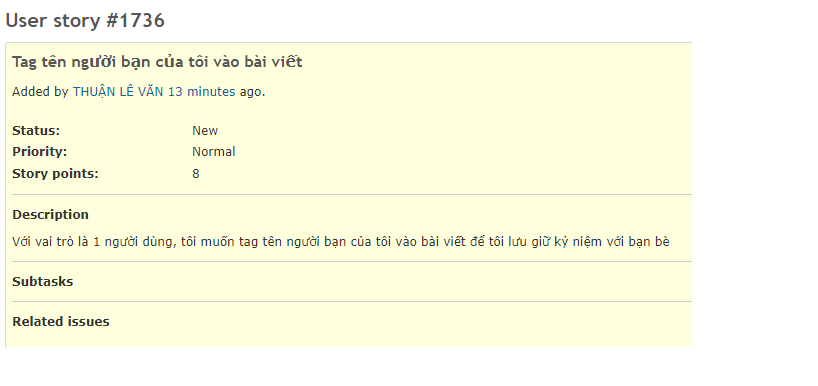 User story #1736
Tag tên người bạn của tôi vào bài viết
Added by THUẬN LÊ VĂN 13 minutes ago.
Status: New
Priority: Normal
Story points: 8
Description
Với vai trò là 1 người dùng, tôi muốn tag tên người bạn của tôi vào bài viết để tôi lưu giữ kỷ niệm với bạn bè
Subtasks
Related issues